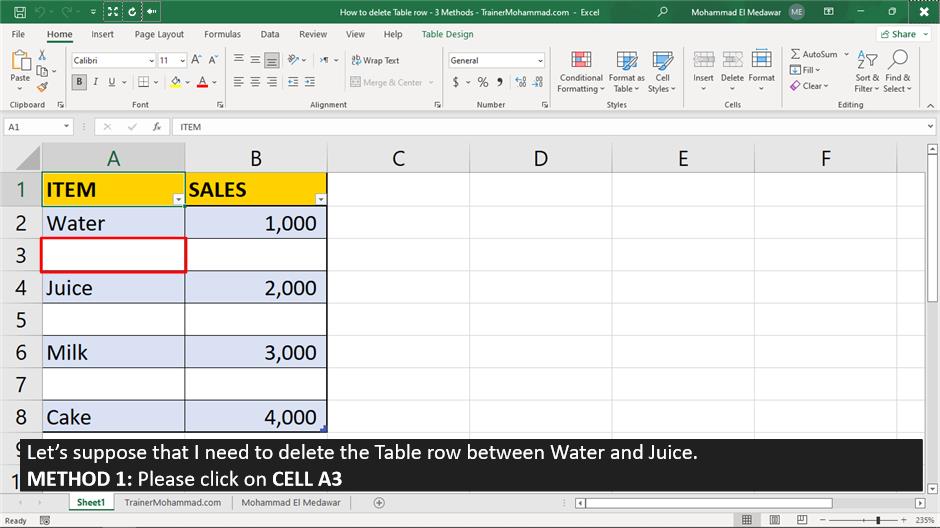 How to delete Table row - 3 Methods - TrainerMohammad.com - Excel
Mohammad El Medawar ME
File Home Insert Page Layout Formulas Data Review View Help Table Design Share
Paste
Clipboard
Calibri 11
B I U
Font
Wrap Text
Merge & Center
Alignment
General
$ % 9
Number
Conditional Formatting
Format as Table
Cell Styles
Styles
Insert Delete Format
Cells
AutoSum
Fill
Clear
Sort & Filter
Find & Select
Editing
A1 fx ITEM
A B C D E F
1 ITEM SALES
2 Water 1,000
3
4 Juice 2,000
5
6 Milk 3,000
7
8 Cake 4,000
Let’s suppose that I need to delete the Table row between Water and Juice.
METHOD 1: Please click on CELL A3
Sheet1 TrainerMohammad.com Mohammad El Medawar
Ready 235%